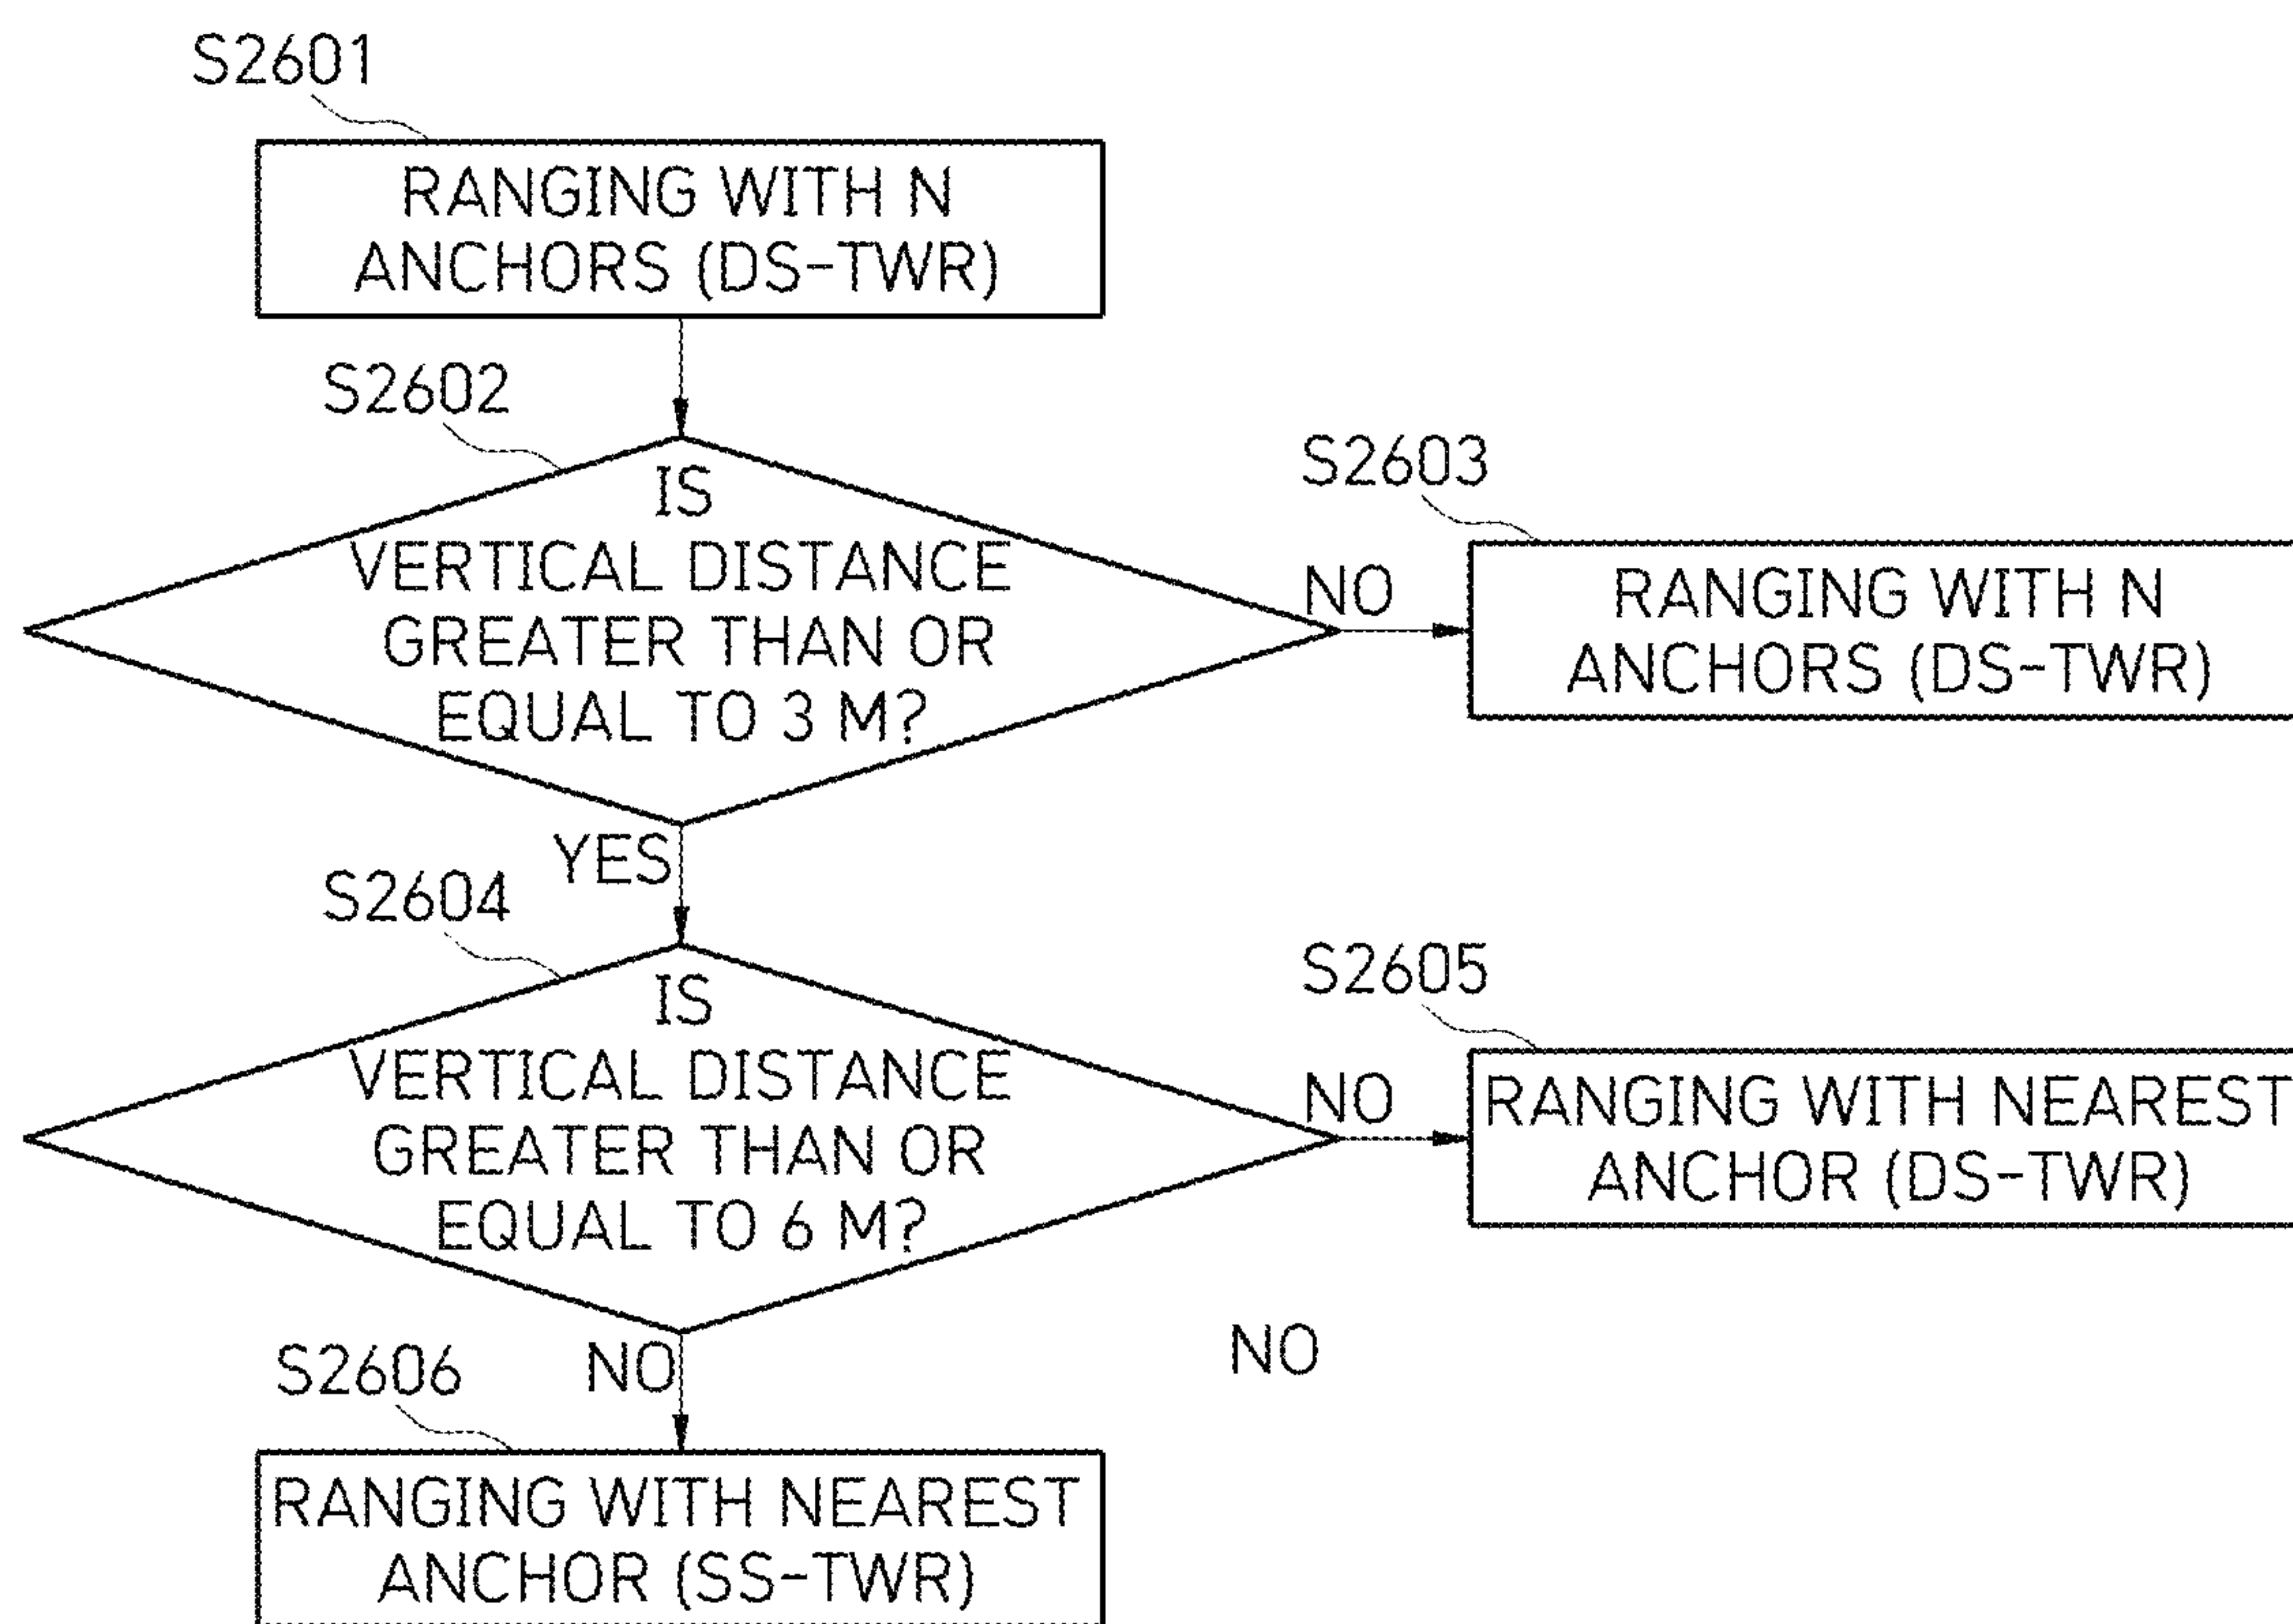 S2601
RANGING WITH N
ANCHORS (DS-TWR)
S2602
IS
VERTICAL DISTANCE
GREATER THAN OR
EQUAL TO 3 M?
NO
S2603
RANGING WITH N
ANCHORS (DS-TWR)
YES
S2604
IS
VERTICAL DISTANCE
GREATER THAN OR
EQUAL TO 6 M?
NO
S2605
RANGING WITH NEAREST
ANCHOR (DS-TWR)
NO
NO
S2606
RANGING WITH NEAREST
ANCHOR (SS-TWR)